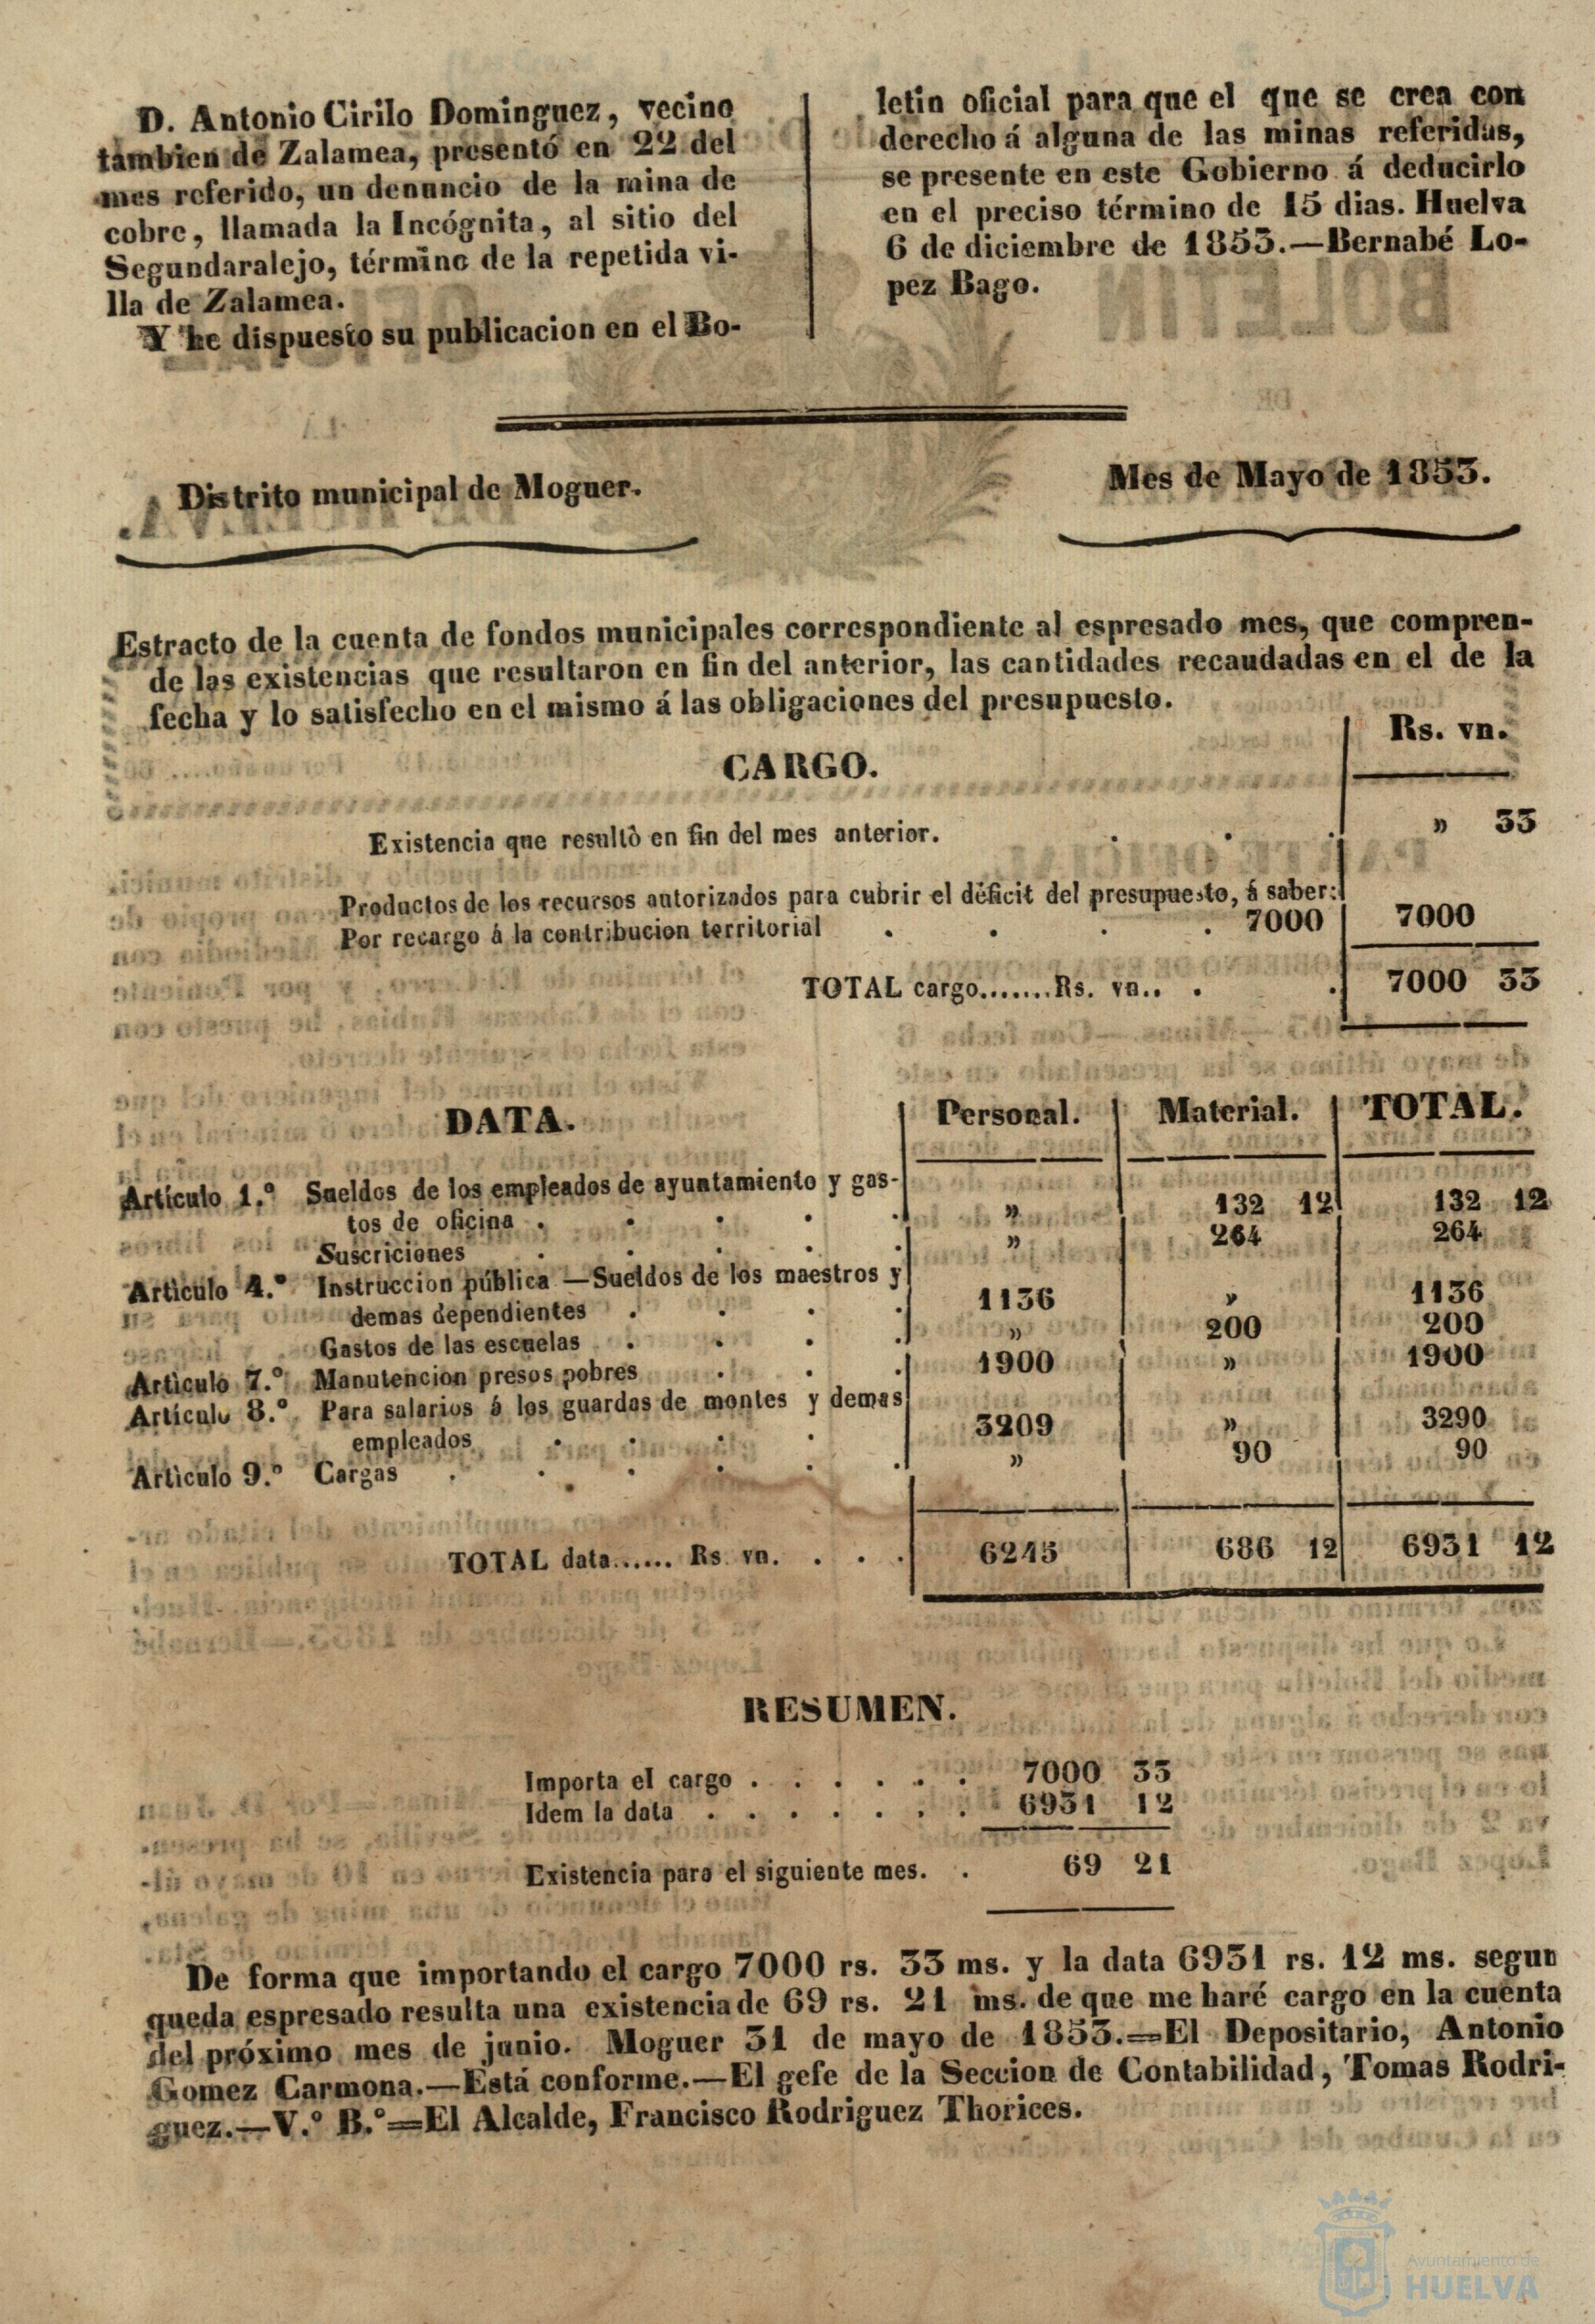 D. Antonio Cirilo Dominguez, vecino
tambien de Zalamea, presentó en 22 del
mes referido, un denuncio de la mina de
cobre, llamada la Incógnita, al sitio del
Segundaralejo, término de la repetida vi-
lla de Zalamea.
Y he dispuesto su publicacion en el Bo-
letin oficial para que el que se crea con
derecho á alguna de las minas referidas,
se presente en este Gobierno á deducirlo
en el preciso término de 15 dias. Huelva
6 de diciembre de 1853.—Bernabé Lo-
pez Bago.
Distrito municipal de Moguer.
Mes de Mayo de 1853.
Estracto de la cuenta de fondos municipales correspondiente al espresado mes, que compren-
de las existencias que resultaron en fin del anterior, las cantidades recaudadas en el de la
fecha y lo satisfecho en el mismo á las obligaciones del presupuesto.
Rs. vn.
CARGO.
Existencia que resultò en fin del mes anterior. . . . » 33
Productos de los recursos autorizados para cubrir el déficit del presupuesto, á saber:
Por recargo á la contribucion territorial . . . . 7000 7000
TOTAL cargo.......Rs. vn.. . . 7000 33
DATA. Personal. Material. TOTAL.
Artículo 1.º Sueldos de los empleados de ayuntamiento y gas-
tos de oficina . . . . . » 132 12 132 12
Suscriciones . . . . » 264 264
Artìculo 4.º Instruccion pública —Sueldos de los maestros y
demas dependientes . . . . 1136 » 1136
Gastos de las escuelas . . . . » 200 200
Artìculo 7.º Manutencion presos pobres . . . 1900 » 1900
Artículo 8.º Para salarios á los guardas de montes y demas
empleados . . . . 3209 » 3290
Artìculo 9.º Cargas . . . . . . » 90 90
TOTAL data...... Rs vn. . . . 6245 686 12 6931 12
RESUMEN.
Importa el cargo . . . . . . 7000 33
Idem la data . . . . . . . 6931 12
Existencia para el siguiente mes. . 69 21
De forma que importando el cargo 7000 rs. 33 ms. y la data 6931 rs. 12 ms. segun
queda espresado resulta una existencia de 69 rs. 21 ms. de que me haré cargo en la cuenta
del próximo mes de junio. Moguer 31 de mayo de 1853.=El Depositario, Antonio
Gomez Carmona.—Está conforme.—El gefe de la Seccion de Contabilidad, Tomas Rodri-
guez.—V.º B.º=El Alcalde, Francisco Rodriguez Thorices.
Ayuntamiento de
HUELVA